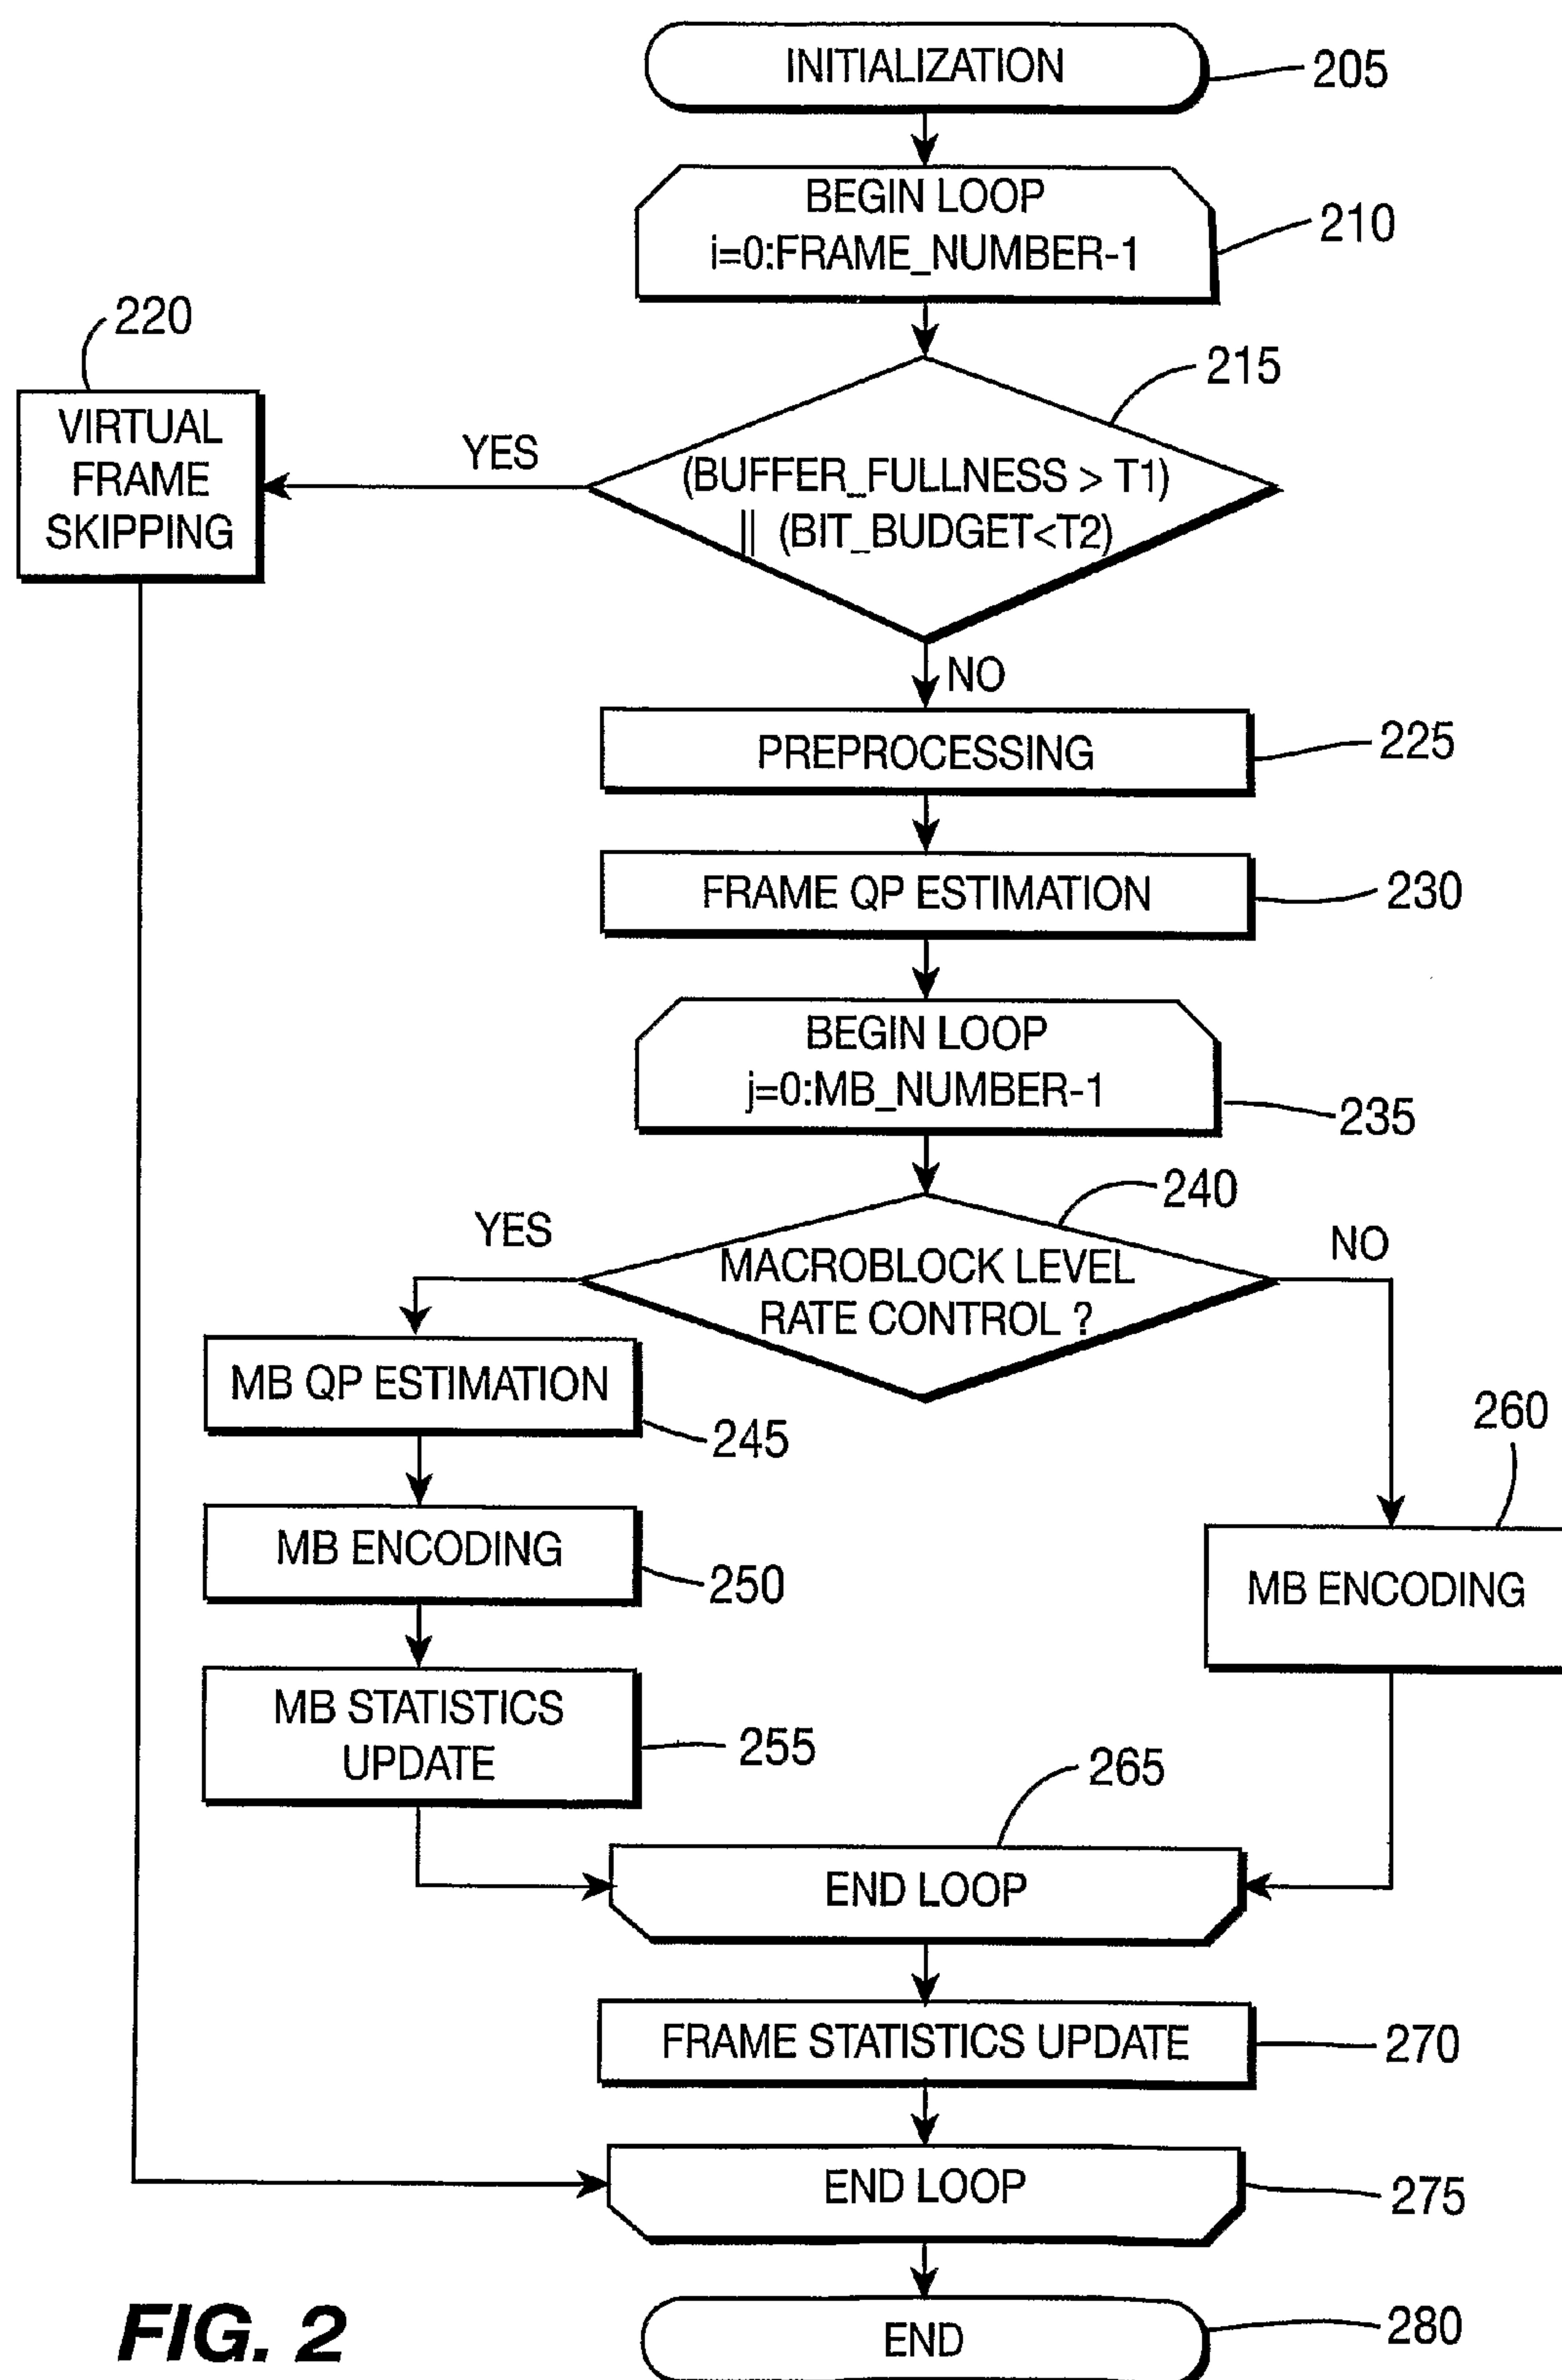 INITIALIZATION
205
BEGIN LOOP
i=0:FRAME_NUMBER-1
210
220
VIRTUAL
FRAME
SKIPPING
YES
215
(BUFFER_FULLNESS > T1)
|| (BIT_BUDGET<T2)
NO
PREPROCESSING
225
FRAME QP ESTIMATION
230
BEGIN LOOP
j=0:MB_NUMBER-1
235
240
YES
MACROBLOCK LEVEL
RATE CONTROL ?
NO
MB QP ESTIMATION
245
260
MB ENCODING
250
MB ENCODING
MB STATISTICS
UPDATE
255
265
END LOOP
FRAME STATISTICS UPDATE
270
END LOOP
275
END
280
FIG. 2